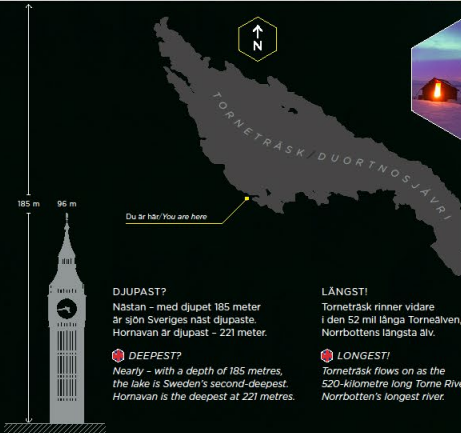 N
TORNETRÄSK/DUORTNOSJÁVRI
185 m 96 m
Du är här/You are here
DJUPAST?
Nästan – med djupet 185 meter
är sjön Sveriges näst djupaste.
Hornavan är djupast – 221 meter.
DEEPEST?
Nearly – with a depth of 185 metres,
the lake is Sweden's second-deepest.
Hornavan is the deepest at 221 metres.
LÄNGST!
Torneträsk rinner vidare
i den 52 mil långa Torneälven,
Norrbottens längsta älv.
LONGEST!
Torneträsk flows on as the
520-kilometre long Torne Rive
Norrbotten's longest river.